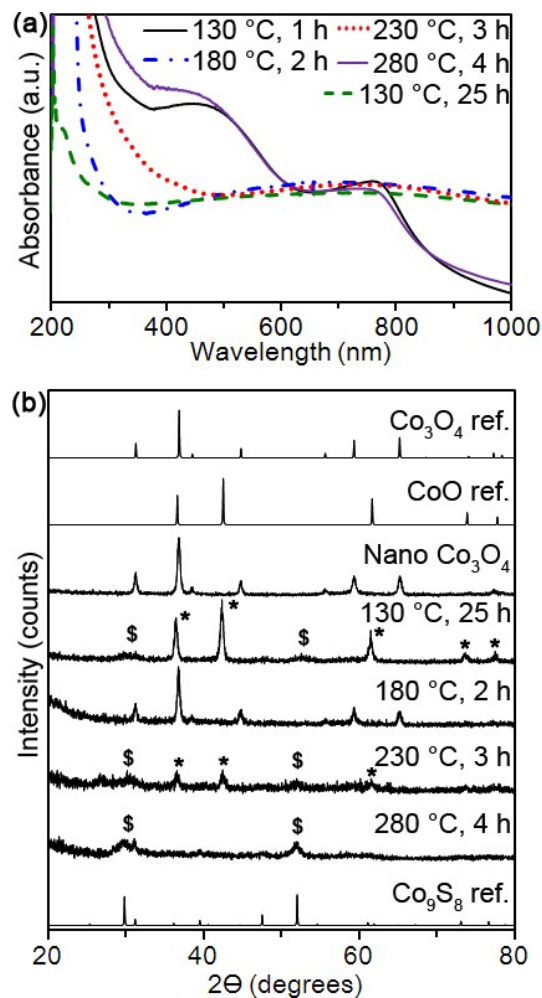 (a)
130 °C, 1 h
230 °C, 3 h
180 °C, 2 h
280 °C, 4 h
130 °C, 25 h
Absorbance (a.u.)
200 400 600 800 1000
Wavelength (nm)
(b)
Co₃O₄ ref.
CoO ref.
Nano Co₃O₄
130 °C, 25 h
$ * * $ * * *
180 °C, 2 h
230 °C, 3 h
$ * * $ *
280 °C, 4 h
$ $
Co₉S₈ ref.
Intensity (counts)
20 40 60 80
2Θ (degrees)